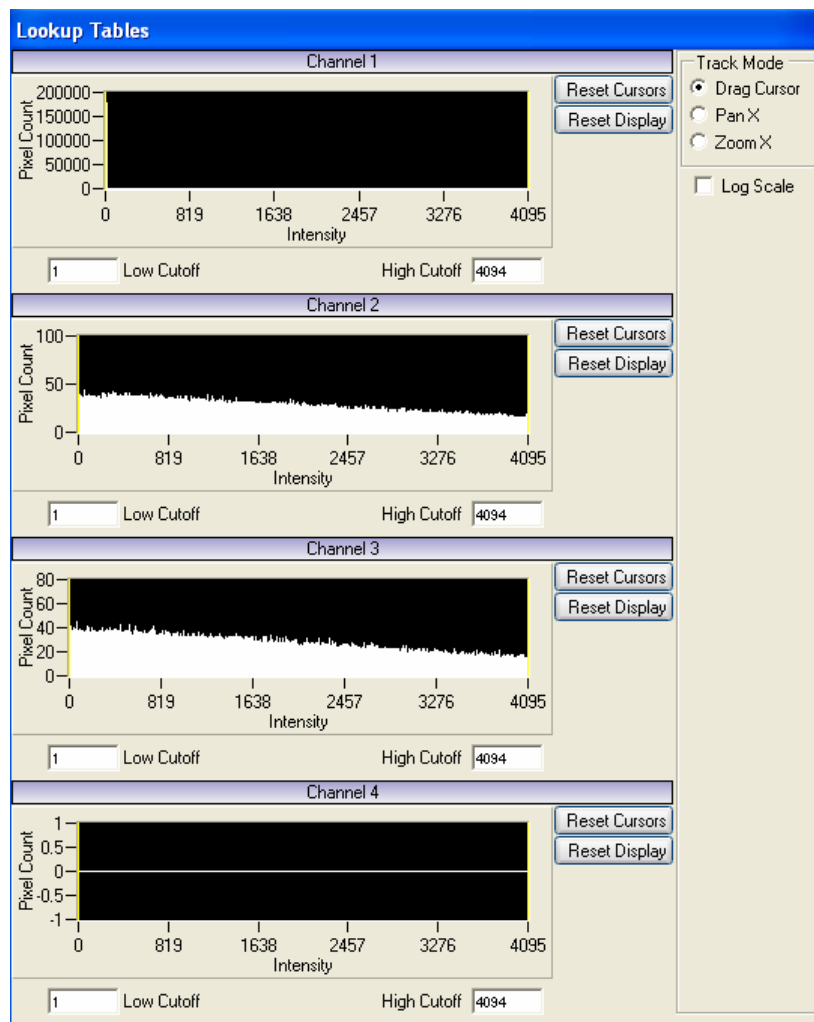 Lookup Tables
Channel 1
Pixel Count
200000
150000
100000
50000
0
0 819 1638 2457 3276 4095
Intensity
Reset Cursors
Reset Display
1 Low Cutoff High Cutoff 4094
Channel 2
Pixel Count
100
50
0
0 819 1638 2457 3276 4095
Intensity
Reset Cursors
Reset Display
1 Low Cutoff High Cutoff 4094
Channel 3
Pixel Count
80
60
40
20
0
0 819 1638 2457 3276 4095
Intensity
Reset Cursors
Reset Display
1 Low Cutoff High Cutoff 4094
Channel 4
Pixel Count
1
0.5
0
-0.5
-1
0 819 1638 2457 3276 4095
Intensity
Reset Cursors
Reset Display
1 Low Cutoff High Cutoff 4094
Track Mode
Drag Cursor
Pan X
Zoom X
Log Scale